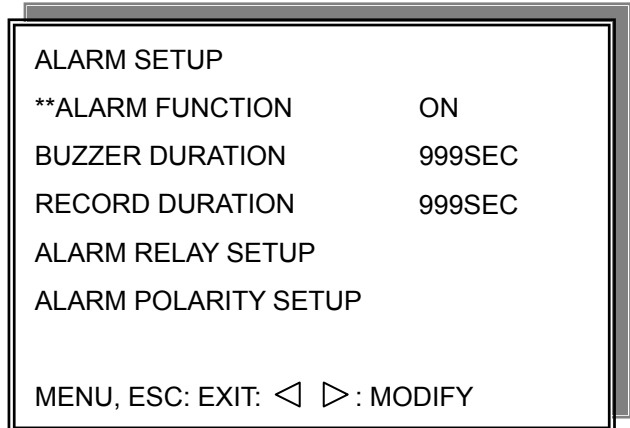 ALARM SETUP
**ALARM FUNCTION ON
BUZZER DURATION 999SEC
RECORD DURATION 999SEC
ALARM RELAY SETUP
ALARM POLARITY SETUP
MENU, ESC: EXIT: ◁ ▷ : MODIFY